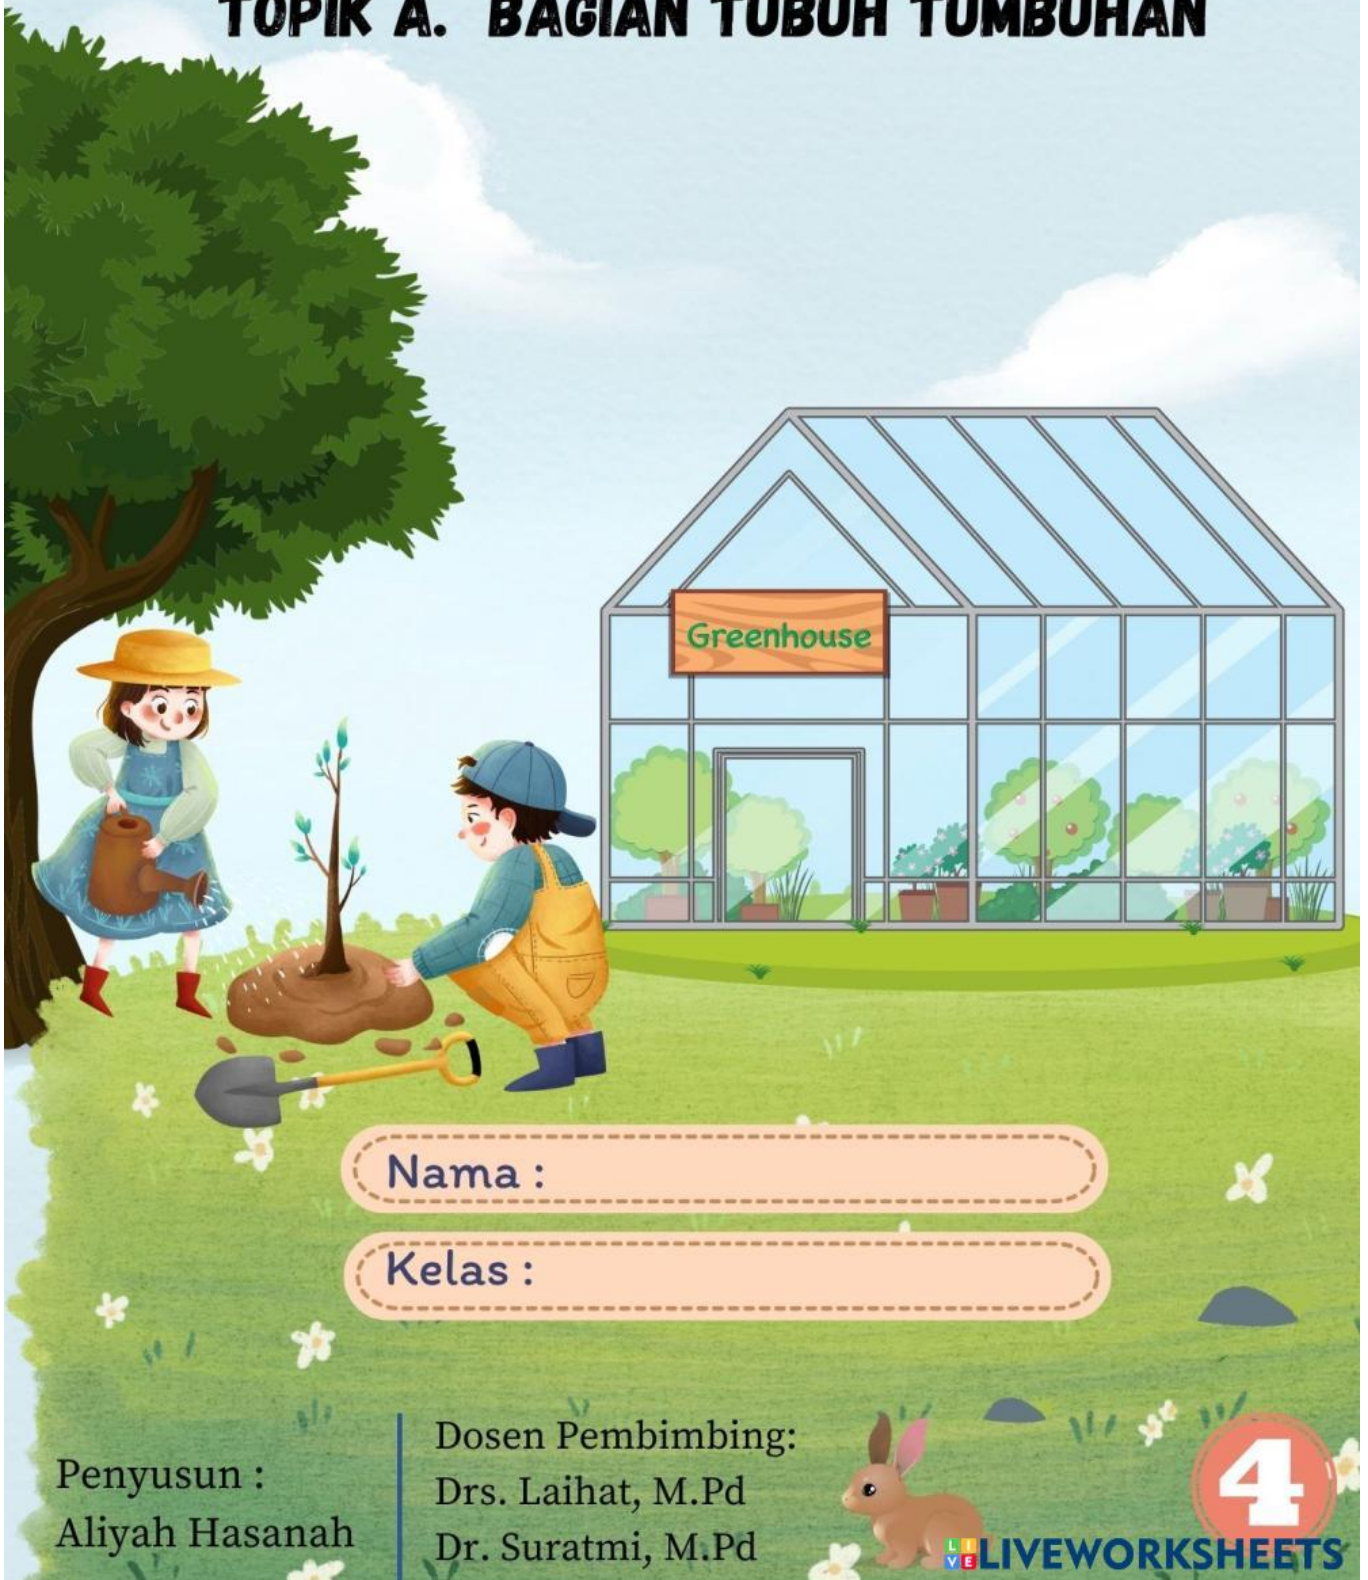 TOPIK A. BAGIAN TUBUH TUMBUHAN
Greenhouse
Nama :
Kelas :
Penyusun :
Aliyah Hasanah
Dosen Pembimbing:
Drs. Laihat, M.Pd
Dr. Suratmi, M.Pd
4
LIVE LIVEWORKSHEETS